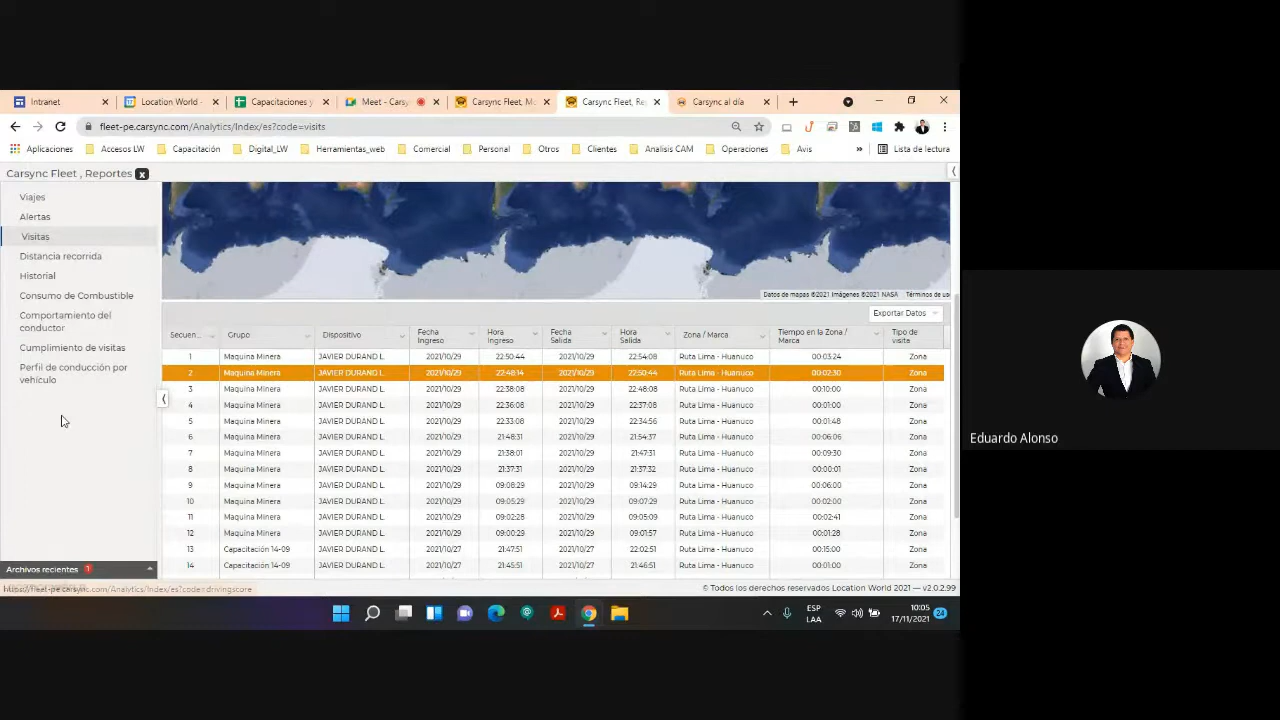 Intranet
Location World -
Capacitaciones y
Meet - Carsy
Carsync Fleet, M
Carsync Fleet, Re
Carsync al día
fleet-pe.carsync.com/Analytics/Index/es?code=visits
Aplicaciones
Accesos LW
Capacitación
Digital_LW
Herramientas_web
Comercial
Personal
Otros
Clientes
Analisis CAM
Operaciones
Avis
»
Lista de lectura
Carsync Fleet , Reportes x
Viajes
Alertas
Visitas
Distancia recorrida
Historial
Consumo de Combustible
Comportamiento del
conductor
Cumplimiento de visitas
Perfil de conducción por
vehículo
Archivos recientes 1
https://fleet-pe.carsync.com/Analytics/Index/es?code=drivingscore
Datos de mapas ©2021 Imágenes ©2021 NASA Términos de us
Exportar Datos
Secuen... Grupo Dispositivo Fecha Ingreso Hora Ingreso Fecha Salida Hora Salida Zona / Marca Tiempo en la Zona / Marca Tipo de visita
1 Maquina Minera JAVIER DURAND L. 2021/10/29 22:50:44 2021/10/29 22:54:08 Ruta Lima - Huanuco 00:03:24 Zona
2 Maquina Minera JAVIER DURAND L. 2021/10/29 22:48:14 2021/10/29 22:50:44 Ruta Lima - Huanuco 00:02:30 Zona
3 Maquina Minera JAVIER DURAND L. 2021/10/29 22:38:08 2021/10/29 22:48:08 Ruta Lima - Huanuco 00:10:00 Zona
4 Maquina Minera JAVIER DURAND L. 2021/10/29 22:36:08 2021/10/29 22:37:08 Ruta Lima - Huanuco 00:01:00 Zona
5 Maquina Minera JAVIER DURAND L. 2021/10/29 22:33:08 2021/10/29 22:34:56 Ruta Lima - Huanuco 00:01:48 Zona
6 Maquina Minera JAVIER DURAND L. 2021/10/29 21:48:31 2021/10/29 21:54:37 Ruta Lima - Huanuco 00:06:06 Zona
7 Maquina Minera JAVIER DURAND L. 2021/10/29 21:38:01 2021/10/29 21:47:31 Ruta Lima - Huanuco 00:09:30 Zona
8 Maquina Minera JAVIER DURAND L. 2021/10/29 21:37:31 2021/10/29 21:37:32 Ruta Lima - Huanuco 00:00:01 Zona
9 Maquina Minera JAVIER DURAND L. 2021/10/29 09:08:29 2021/10/29 09:14:29 Ruta Lima - Huanuco 00:06:00 Zona
10 Maquina Minera JAVIER DURAND L. 2021/10/29 09:05:29 2021/10/29 09:07:29 Ruta Lima - Huanuco 00:02:00 Zona
11 Maquina Minera JAVIER DURAND L. 2021/10/29 09:02:28 2021/10/29 09:05:09 Ruta Lima - Huanuco 00:02:41 Zona
12 Maquina Minera JAVIER DURAND L. 2021/10/29 09:00:29 2021/10/29 09:01:57 Ruta Lima - Huanuco 00:01:28 Zona
13 Capacitación 14-09 JAVIER DURAND L. 2021/10/27 21:47:51 2021/10/27 22:02:51 Ruta Lima - Huanuco 00:15:00 Zona
14 Capacitación 14-09 JAVIER DURAND L. 2021/10/27 21:45:51 2021/10/27 21:46:51 Ruta Lima - Huanuco 00:01:00 Zona
© Todos los derechos reservados Location World 2021 — v2.0.2.99
ESP
LAA
10:05
17/11/2021
24
Eduardo Alonso